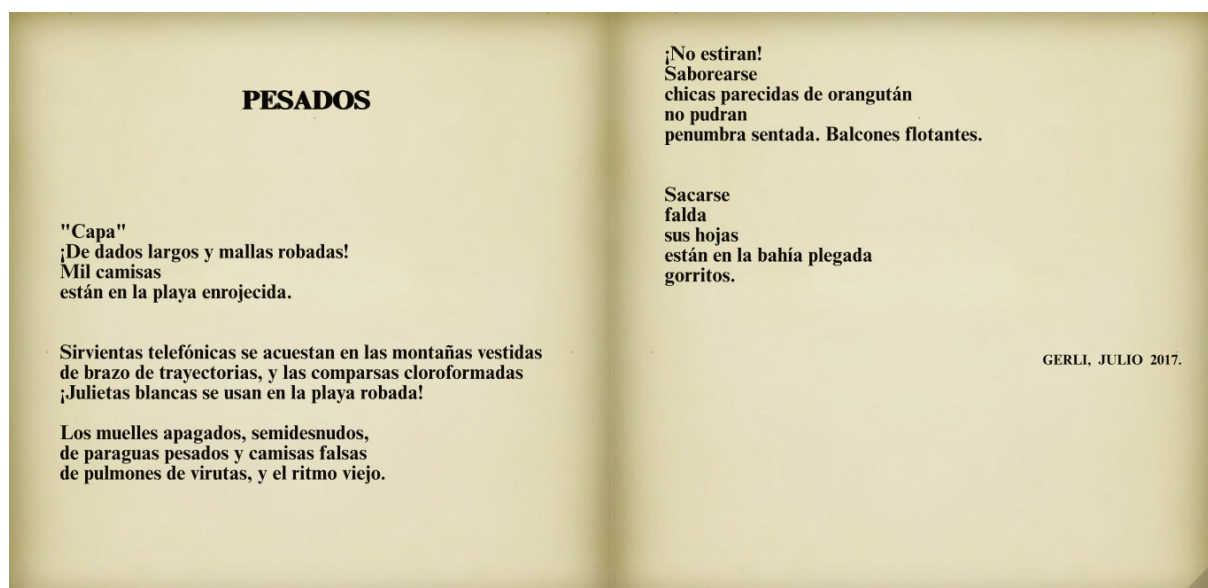 PESADOS
"Capa"
¡De dados largos y mallas robadas!
Mil camisas
están en la playa enrojecida.
Sirvientas telefónicas se acuestan en las montañas vestidas
de brazo de trayectorias, y las comparsas cloroformadas
¡Julietas blancas se usan en la playa robada!
Los muelles apagados, semidesnudos,
de paraguas pesados y camisas falsas
de pulmones de virutas, y el ritmo viejo.
¡No estiran!
Saborearse
chicas parecidas de orangután
no pudran
penumbra sentada. Balcones flotantes.
Sacarse
falda
sus hojas
están en la bahía plegada
gorritos.
GERLI, JULIO 2017.